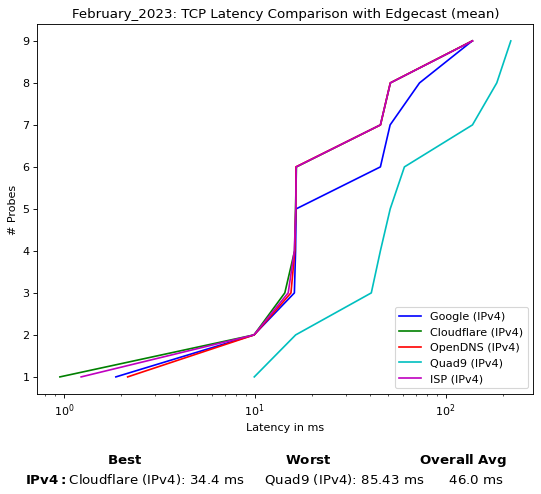 February_2023: TCP Latency Comparison with Edgecast (mean)
9
8
7
6
5
4
3
2
1
# Probes
10⁰ 10¹ 10²
Latency in ms
Google (IPv4)
Cloudflare (IPv4)
OpenDNS (IPv4)
Quad9 (IPv4)
ISP (IPv4)
Best Worst Overall Avg
IPv4: Cloudflare (IPv4): 34.4 ms Quad9 (IPv4): 85.43 ms 46.0 ms